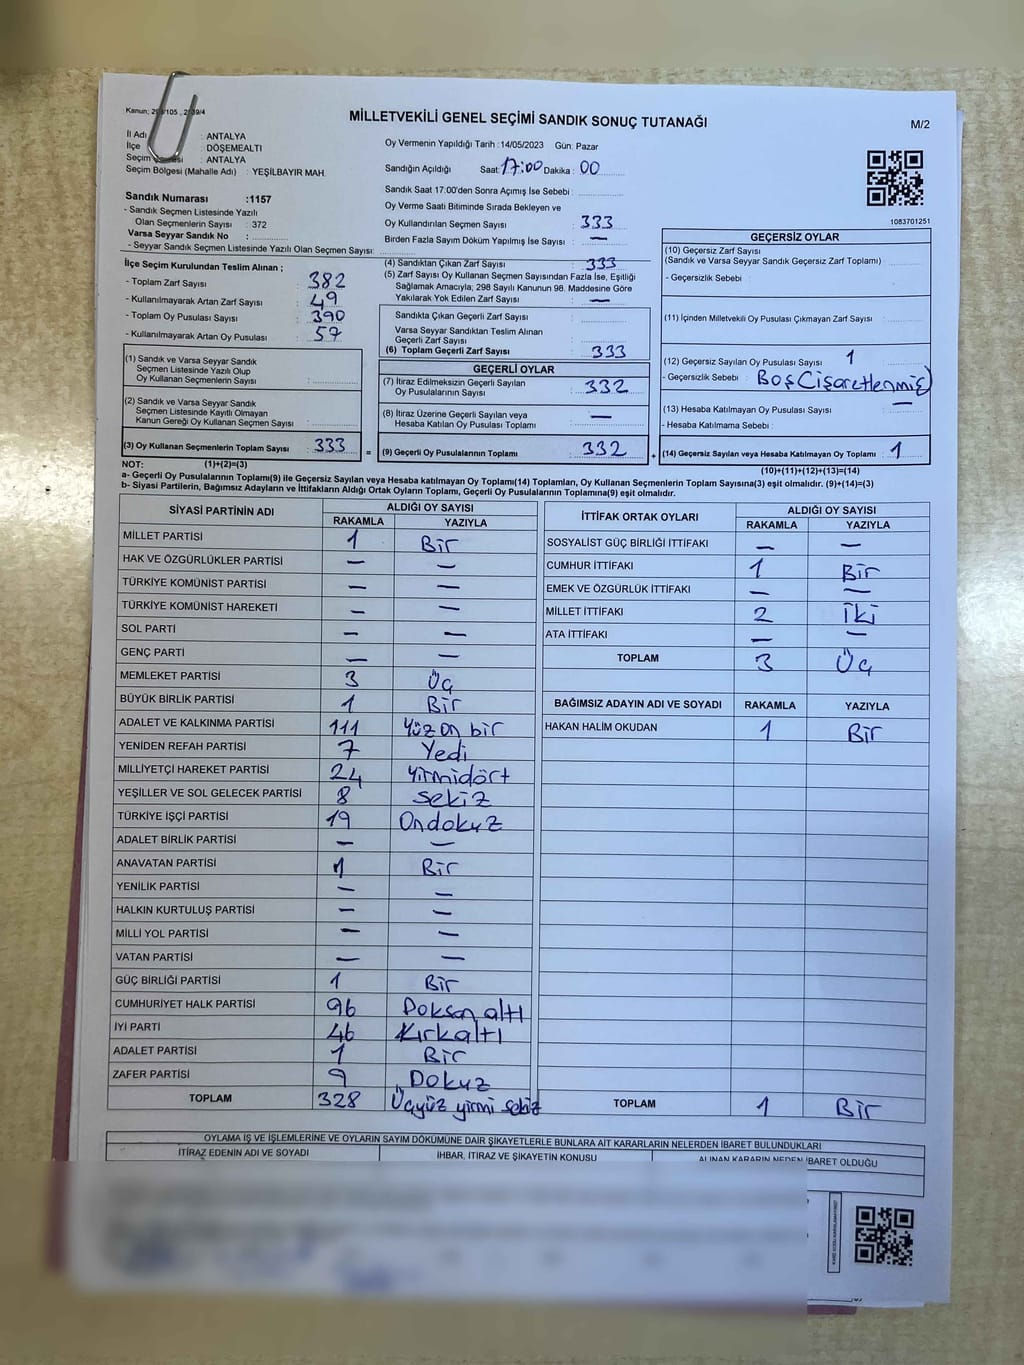 Kanun; 298/105 , 2839/4
MİLLETVEKİLİ GENEL SEÇİMİ SANDIK SONUÇ TUTANAĞI
M/2
İl Adı : ANTALYA
İlçe : DÖŞEMEALTI
Seçim : ANTALYA
Seçim Bölgesi (Mahalle Adı) : YEŞİLBAYIR MAH.
Sandık Numarası :1157
- Sandık Seçmen Listesinde Yazılı
Olan Seçmenlerin Sayısı : 372
Varsa Seyyar Sandık No :
- Seyyar Sandık Seçmen Listesinde Yazılı Olan Seçmen Sayısı:
İlçe Seçim Kurulundan Teslim Alınan ;
- Toplam Zarf Sayısı : 382
- Kullanılmayarak Artan Zarf Sayısı : 49
- Toplam Oy Pusulası Sayısı : 390
- Kullanılmayarak Artan Oy Pusulası : 57
(1) Sandık ve Varsa Seyyar Sandık
Seçmen Listesinde Yazılı Olup
Oy Kullanan Seçmenlerin Sayısı :
(2) Sandık ve Varsa Seyyar Sandık
Seçmen Listesinde Kayıtlı Olmayan
Kanun Gereği Oy Kullanan Seçmen Sayısı :
(3) Oy Kullanan Seçmenlerin Toplam Sayısı : 333
Oy Vermenin Yapıldığı Tarih : 14/05/2023 Gün: Pazar
Sandığın Açıldığı Saat: 17:00 Dakika : 00
Sandık Saat 17.00'den Sonra Açımış İse Sebebi :
Oy Verme Saati Bitiminde Sırada Bekleyen ve
Oy Kullandırılan Seçmen Sayısı : 333
Birden Fazla Sayım Döküm Yapılmış İse Sayısı : —
(4) Sandıktan Çıkan Zarf Sayısı : 333
(5) Zarf Sayısı Oy Kullanan Seçmen Sayısından Fazla İse, Eşitliği
Sağlamak Amacıyla; 298 Sayılı Kanunun 98. Maddesine Göre
Yakılarak Yok Edilen Zarf Sayısı : —
Sandıkta Çıkan Geçerli Zarf Sayısı :
Varsa Seyyar Sandıktan Teslim Alınan
Geçerli Zarf Sayısı :
(6) Toplam Geçerli Zarf Sayısı : 333
GEÇERLİ OYLAR
(7) İtiraz Edilmeksizin Geçerli Sayılan
Oy Pusulalarının Sayısı : 332
(8) İtiraz Üzerine Geçerli Sayılan veya
Hesaba Katılan Oy Pusulası Toplamı : —
= (9) Geçerli Oy Pusulalarının Toplamı : 332
1083701251
GEÇERSİZ OYLAR
(10) Geçersiz Zarf Sayısı
(Sandık ve Varsa Seyyar Sandık Geçersiz Zarf Toplamı) :
- Geçersizlik Sebebi :
(11) İçinden Milletvekili Oy Pusulası Çıkmayan Zarf Sayısı :
(12) Geçersiz Sayılan Oy Pusulası Sayısı : 1
- Geçersizlik Sebebi : Boş(işaretlenmiş)
(13) Hesaba Katılmayan Oy Pusulası Sayısı : —
- Hesaba Katılmama Sebebi :
+ (14) Geçersiz Sayılan veya Hesaba Katılmayan Oy Toplamı : 1
NOT: (1)+(2)=(3) (10)+(11)+(12)+(13)=(14)
a- Geçerli Oy Pusulalarının Toplamı(9) ile Geçersiz Sayılan veya Hesaba katılmayan Oy Toplamı(14) Toplamları, Oy Kullanan Seçmenlerin Toplam Sayısına(3) eşit olmalıdır. (9)+(14)=(3)
b- Siyasi Partilerin, Bağımsız Adayların ve İttifakların Aldığı Ortak Oyların Toplamı, Geçerli Oy Pusulalarının Toplamına(9) eşit olmalıdır.
SİYASİ PARTİNİN ADI ALDIĞI OY SAYISI
RAKAMLA YAZIYLA
MİLLET PARTİSİ 1 Bir
HAK VE ÖZGÜRLÜKLER PARTİSİ — —
TÜRKİYE KOMÜNİST PARTİSİ — —
TÜRKİYE KOMÜNİST HAREKETİ — —
SOL PARTİ — —
GENÇ PARTİ — —
MEMLEKET PARTİSİ 3 Üç
BÜYÜK BİRLİK PARTİSİ 1 Bir
ADALET VE KALKINMA PARTİSİ 111 Yüz on bir
YENİDEN REFAH PARTİSİ 7 Yedi
MİLLİYETÇİ HAREKET PARTİSİ 24 Yirmidört
YEŞİLLER VE SOL GELECEK PARTİSİ 8 Sekiz
TÜRKİYE İŞÇİ PARTİSİ 19 Ondokuz
ADALET BİRLİK PARTİSİ — —
ANAVATAN PARTİSİ 1 Bir
YENİLİK PARTİSİ — —
HALKIN KURTULUŞ PARTİSİ — —
MİLLİ YOL PARTİSİ — —
VATAN PARTİSİ — —
GÜÇ BİRLİĞİ PARTİSİ 1 Bir
CUMHURİYET HALK PARTİSİ 96 Doksan altı
İYİ PARTİ 46 Kırkaltı
ADALET PARTİSİ 1 Bir
ZAFER PARTİSİ 9 Dokuz
TOPLAM 328 Üçyüz yirmi sekiz
İTTİFAK ORTAK OYLARI ALDIĞI OY SAYISI
RAKAMLA YAZIYLA
SOSYALİST GÜÇ BİRLİĞİ İTTİFAKI — —
CUMHUR İTTİFAKI 1 Bir
EMEK VE ÖZGÜRLÜK İTTİFAKI — —
MİLLET İTTİFAKI 2 İki
ATA İTTİFAKI — —
TOPLAM 3 Üç
BAĞIMSIZ ADAYIN ADI VE SOYADI RAKAMLA YAZIYLA
HAKAN HALİM OKUDAN 1 Bir
TOPLAM 1 Bir
OYLAMA İŞ VE İŞLEMLERİNE VE OYLARIN SAYIM DÖKÜMÜNE DAİR ŞİKAYETLERLE BUNLARA AİT KARARLARIN NELERDEN İBARET BULUNDUKLARI
İTİRAZ EDENİN ADI VE SOYADI İHBAR, İTİRAZ VE ŞİKAYETİN KONUSU ALINAN KARARIN NEDEN İBARET OLDUĞU